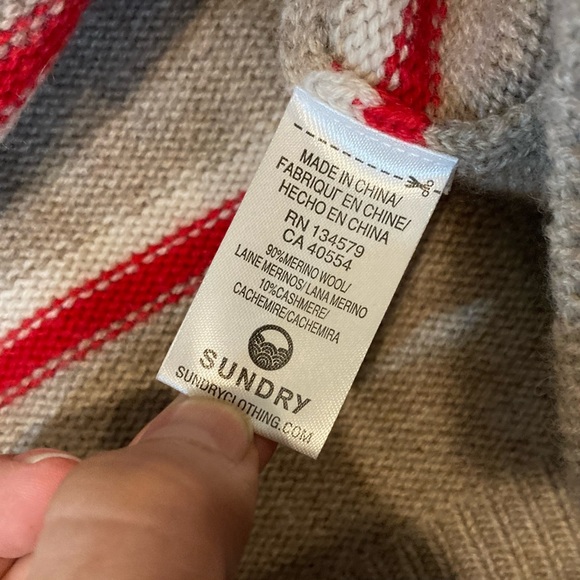 MADE IN CHINA/
FABRIQUÉ EN CHINE/
HECHO EN CHINA
RN 134579
CA 40554
90%MERINO WOOL/
LAINE MERINOS/ LANA MERINO
10%CASHMERE/
CACHEMIRE/CACHEMIRA
SUNDRY
SUNDRYCLOTHING.COM